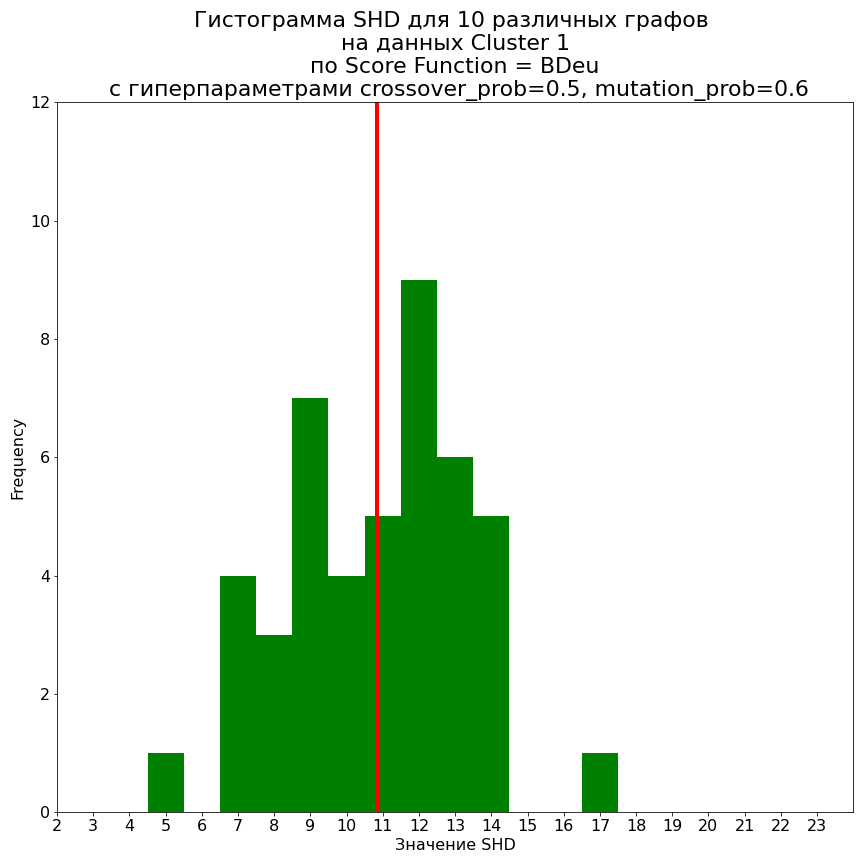 Гистограмма SHD для 10 различных графов
на данных Cluster 1
по Score Function = BDeu
с гиперпараметрами crossover_prob=0.5, mutation_prob=0.6
12
10
8
6
4
2
0
Frequency
2 3 4 5 6 7 8 9 10 11 12 13 14 15 16 17 18 19 20 21 22 23
Значение SHD